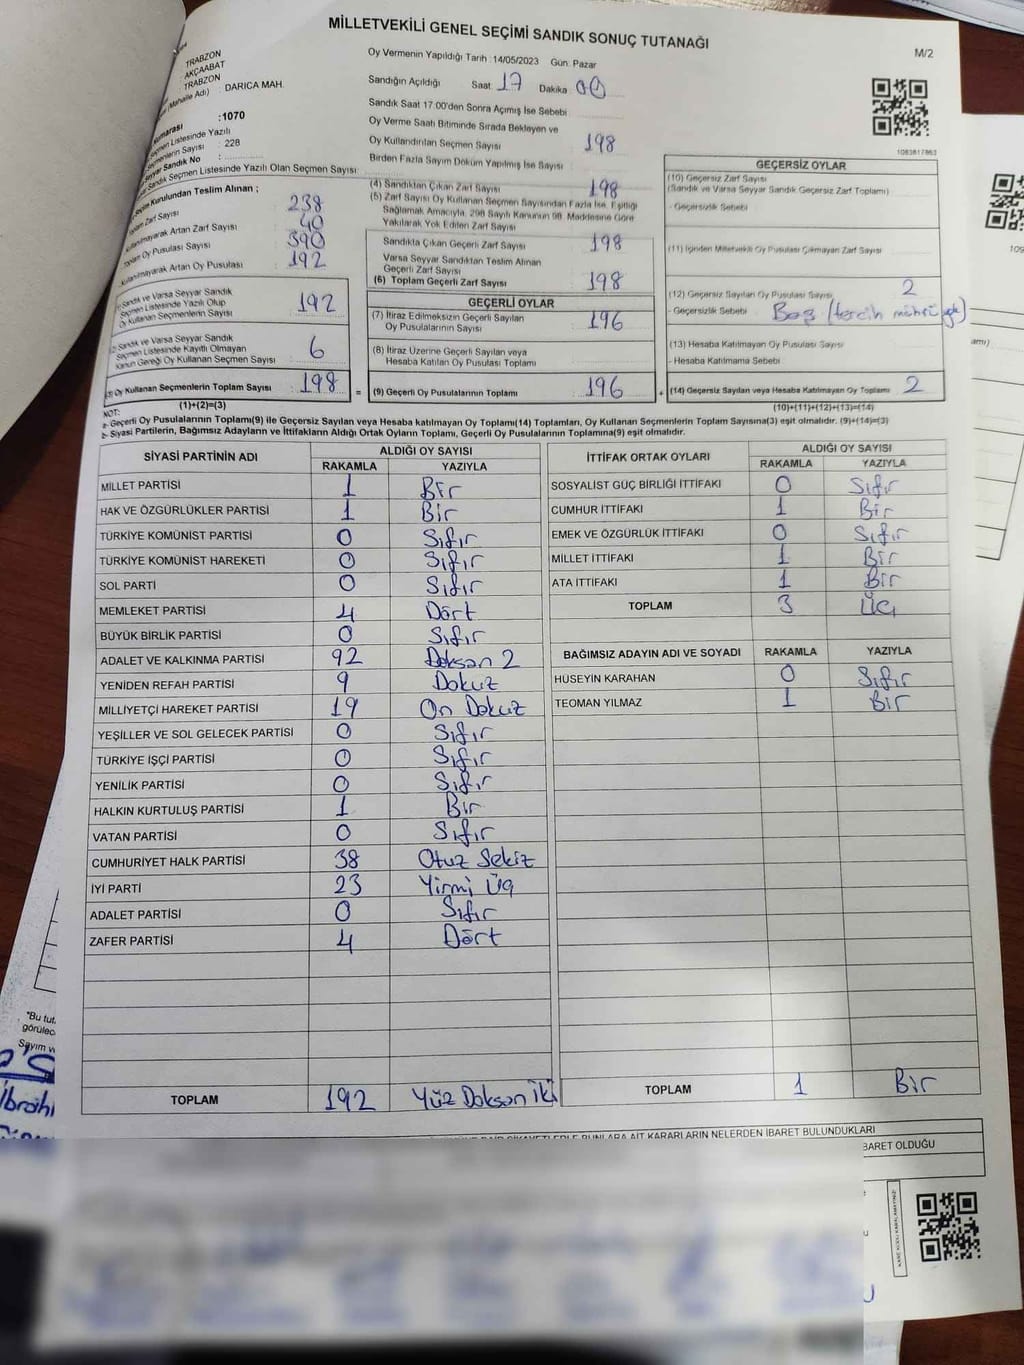 MİLLETVEKİLİ GENEL SEÇİMİ SANDIK SONUÇ TUTANAĞI
M/2
TRABZON
AKÇAABAT
TRABZON
(Mahalle Adı) : DARICA MAH.
:1070
Seçmen Listesinde Yazılı
: 228
Seyyar Sandık No :
Sandık Seçmen Listesinde Yazılı Olan Seçmen Sayısı:
Oy Vermenin Yapıldığı Tarih :14/05/2023 Gün: Pazar
Sandığın Açıldığı Saat 17 Dakika 00
Sandık Saat 17:00'den Sonra Açımış İse Sebebi
Oy Verme Saati Bitiminde Sırada Bekleyen ve
Oy Kullandırılan Seçmen Sayısı : 198
Birden Fazla Sayım Döküm Yapılmış İse Sayısı
1083817863
Seçim Kurulundan Teslim Alınan ;
Toplam Zarf Sayısı : 238
Kullanılmayarak Artan Zarf Sayısı : 40
Toplam Oy Pusulası Sayısı : 390
Kullanılmayarak Artan Oy Pusulası : 192
(4) Sandıktan Çıkan Zarf Sayısı : 198
(5) Zarf Sayısı Oy Kullanan Seçmen Sayısından Fazla İse, Eşitliği
Sağlamak Amacıyla, 298 Sayılı Kanunun 98. Maddesine Göre
Yakılarak Yok Edilen Zarf Sayısı
Sandıkta Çıkan Geçerli Zarf Sayısı : 198
Varsa Seyyar Sandıktan Teslim Alınan
Geçerli Zarf Sayısı
(6) Toplam Geçerli Zarf Sayısı : 198
GEÇERSİZ OYLAR
(10) Geçersiz Zarf Sayısı
(Sandık ve Varsa Seyyar Sandık Geçersiz Zarf Toplamı)
- Geçersizlik Sebebi
(11) İçinden Milletvekili Oy Pusulası Çıkmayan Zarf Sayısı
(12) Geçersiz Sayılan Oy Pusulası Sayısı 2
- Geçersizlik Sebebi Boş (tercih mührü yok)
(13) Hesaba Katılmayan Oy Pusulası Sayısı
- Hesaba Katılmama Sebebi
(14) Geçersiz Sayılan veya Hesaba Katılmayan Oy Toplamı : 2
(10)+(11)+(12)+(13)=(14)
Sandık ve Varsa Seyyar Sandık
Seçmen Listesinde Yazılı Olup
Oy Kullanan Seçmenlerin Sayısı : 192
Sandık ve Varsa Seyyar Sandık
Seçmen Listesinde Kayıtlı Olmayan
Kanun Gereği Oy Kullanan Seçmen Sayısı : 6
(3) Oy Kullanan Seçmenlerin Toplam Sayısı : 198 =
(1)+(2)=(3)
GEÇERLİ OYLAR
(7) İtiraz Edilmeksizin Geçerli Sayılan
Oy Pusulalarının Sayısı : 196
(8) İtiraz Üzerine Geçerli Sayılan veya
Hesaba Katılan Oy Pusulası Toplamı
(9) Geçerli Oy Pusulalarının Toplamı : 196 +
NOT:
a- Geçerli Oy Pusulalarının Toplamı(9) ile Geçersiz Sayılan veya Hesaba katılmayan Oy Toplamı(14) Toplamları, Oy Kullanan Seçmenlerin Toplam Sayısına(3) eşit olmalıdır. (9)+(14)=(3)
b- Siyasi Partilerin, Bağımsız Adayların ve İttifakların Aldığı Ortak Oyların Toplamı, Geçerli Oy Pusulalarının Toplamına(9) eşit olmalıdır.
SİYASİ PARTİNİN ADI ALDIĞI OY SAYISI
RAKAMLA YAZIYLA
MİLLET PARTİSİ 1 Bir
HAK VE ÖZGÜRLÜKLER PARTİSİ 1 Bir
TÜRKİYE KOMÜNİST PARTİSİ 0 Sıfır
TÜRKİYE KOMÜNİST HAREKETİ 0 Sıfır
SOL PARTİ 0 Sıfır
MEMLEKET PARTİSİ 4 Dört
BÜYÜK BİRLİK PARTİSİ 0 Sıfır
ADALET VE KALKINMA PARTİSİ 92 Doksan 2
YENİDEN REFAH PARTİSİ 9 Dokuz
MİLLİYETÇİ HAREKET PARTİSİ 19 On Dokuz
YEŞİLLER VE SOL GELECEK PARTİSİ 0 Sıfır
TÜRKİYE İŞÇİ PARTİSİ 0 Sıfır
YENİLİK PARTİSİ 0 Sıfır
HALKIN KURTULUŞ PARTİSİ 1 Bir
VATAN PARTİSİ 0 Sıfır
CUMHURİYET HALK PARTİSİ 38 Otuz Sekiz
İYİ PARTİ 23 Yirmi Üç
ADALET PARTİSİ 0 Sıfır
ZAFER PARTİSİ 4 Dört
TOPLAM 192 Yüz Doksan İki
İTTİFAK ORTAK OYLARI ALDIĞI OY SAYISI
RAKAMLA YAZIYLA
SOSYALİST GÜÇ BİRLİĞİ İTTİFAKI 0 Sıfır
CUMHUR İTTİFAKI 1 Bir
EMEK VE ÖZGÜRLÜK İTTİFAKI 0 Sıfır
MİLLET İTTİFAKI 1 Bir
ATA İTTİFAKI 1 Bir
TOPLAM 3 Üç
BAĞIMSIZ ADAYIN ADI VE SOYADI RAKAMLA YAZIYLA
HÜSEYİN KARAHAN 0 Sıfır
TEOMAN YILMAZ 1 Bir
TOPLAM 1 Bir
KARARLARIN NELERDEN İBARET BULUNDUKLARI
BARET OLDUĞU
"Bu tut
görülec
Sayım v
İbrahi